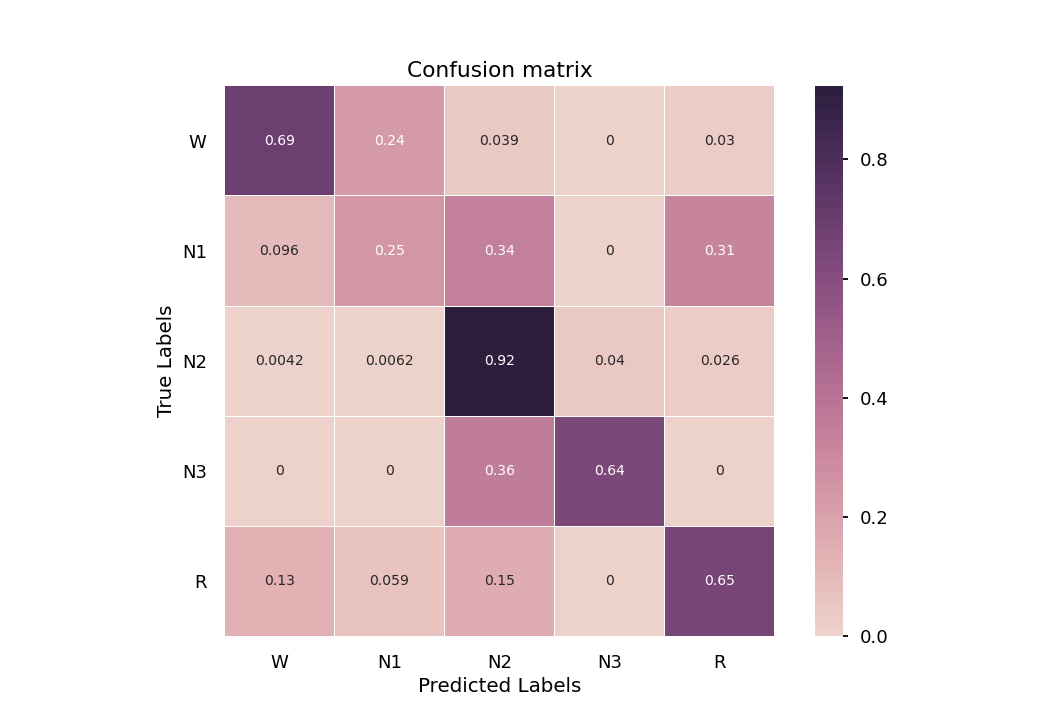 Confusion matrix
W 0.69 0.24 0.039 0 0.03
N1 0.096 0.25 0.34 0 0.31
N2 0.0042 0.0062 0.92 0.04 0.026
N3 0 0 0.36 0.64 0
R 0.13 0.059 0.15 0 0.65
W N1 N2 N3 R
Predicted Labels
True Labels
0.8
0.6
0.4
0.2
0.0